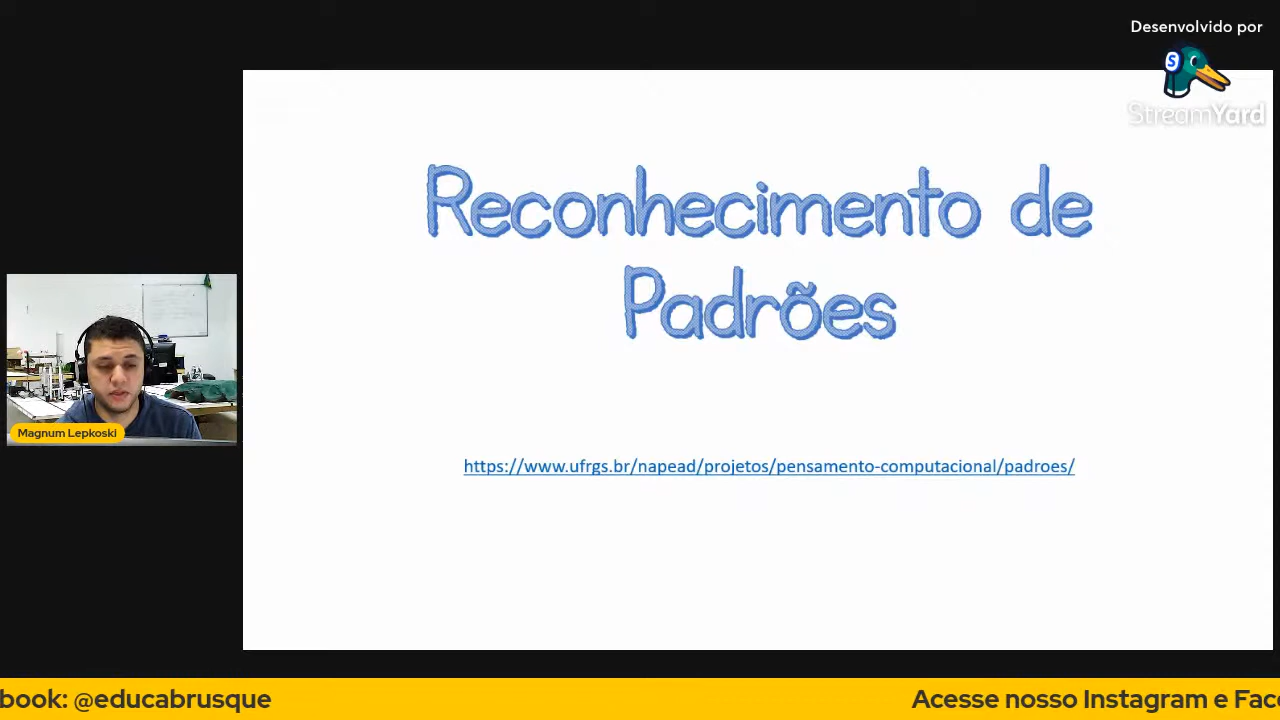 Desenvolvido por
StreamYard
Reconhecimento de
Padrões
https://www.ufrgs.br/napead/projetos/pensamento-computacional/padroes/
Magnum Lepkoski
book: @educabrusque
Acesse nosso Instagram e Face